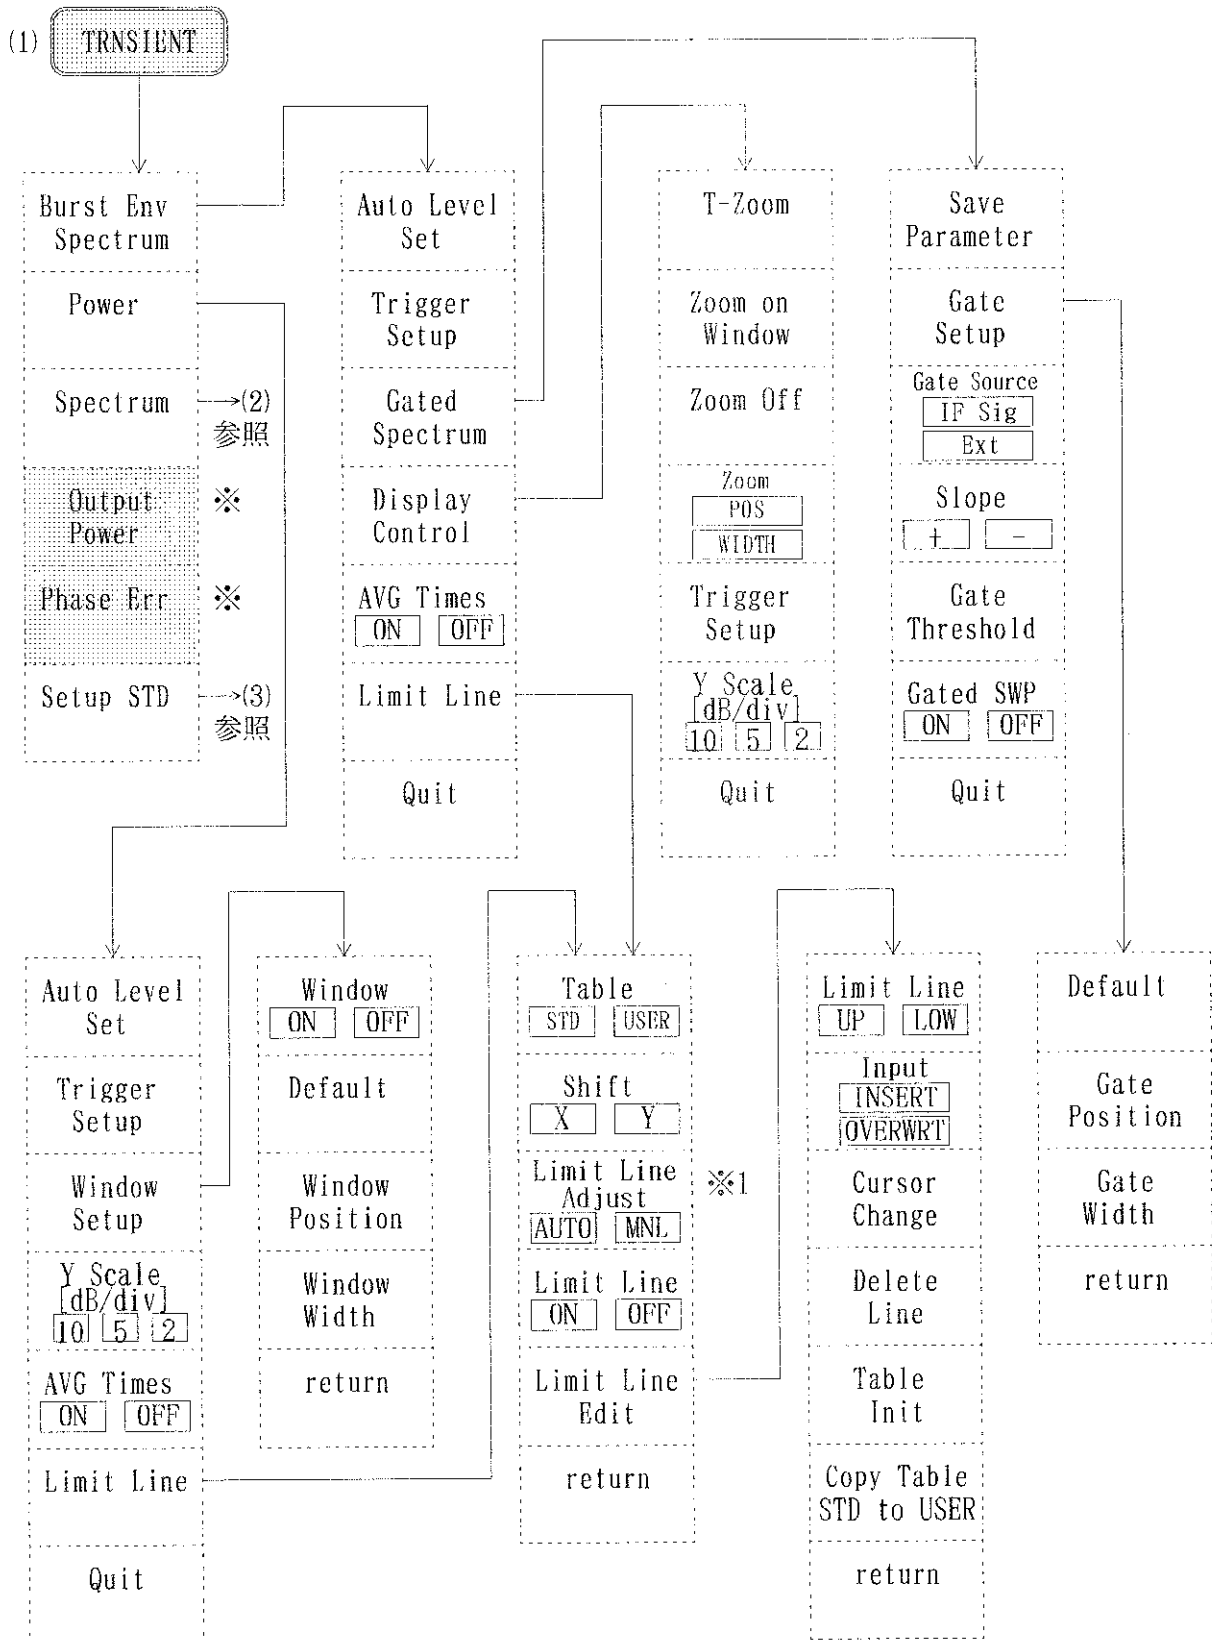 (1) TRNSIENT
Burst Env
Spectrum
Power
Spectrum →(2)
参照
Output
Power ※
Phase Err ※
Setup STD →(3)
参照
Auto Level
Set
Trigger
Setup
Gated
Spectrum
Display
Control
AVG Times
ON OFF
Limit Line
Quit
T-Zoom
Zoom on
Window
Zoom Off
Zoom
POS
WIDTH
Trigger
Setup
Y Scale
[dB/div]
10 5 2
Quit
Save
Parameter
Gate
Setup
Gate Source
IF Sig
Ext
Slope
+ -
Gate
Threshold
Gated SWP
ON OFF
Quit
Auto Level
Set
Trigger
Setup
Window
Setup
Y Scale
[dB/div]
10 5 2
AVG Times
ON OFF
Limit Line
Quit
Window
ON OFF
Default
Window
Position
Window
Width
return
Table
STD USER
Shift
X Y
Limit Line
Adjust ※1
AUTO MNL
Limit Line
ON OFF
Limit Line
Edit
return
Limit Line
UP LOW
Input
INSERT
OVERWRT
Cursor
Change
Delete
Line
Table
Init
Copy Table
STD to USER
return
Default
Gate
Position
Gate
Width
return